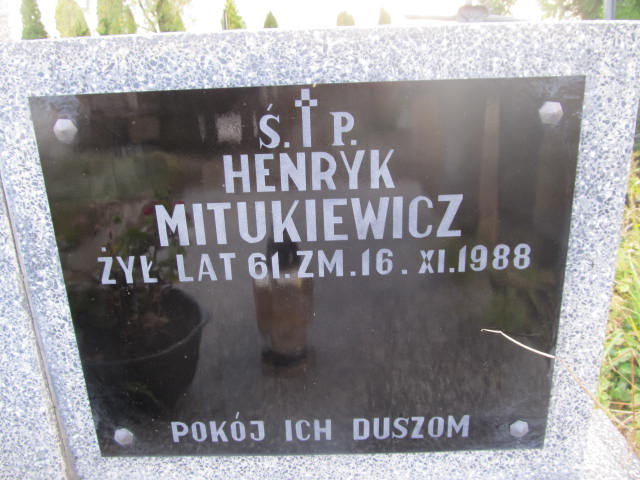 Ś.†P.
HENRYK
MITUKIEWICZ
ŻYŁ LAT 61. ZM. 16. XI. 1988
POKÓJ ICH DUSZOM